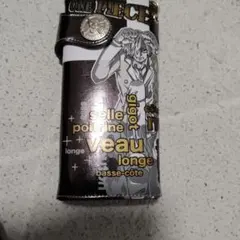 ONE PIECE
selle
gigot
poitrine
veau
longe
longe
basse-côte